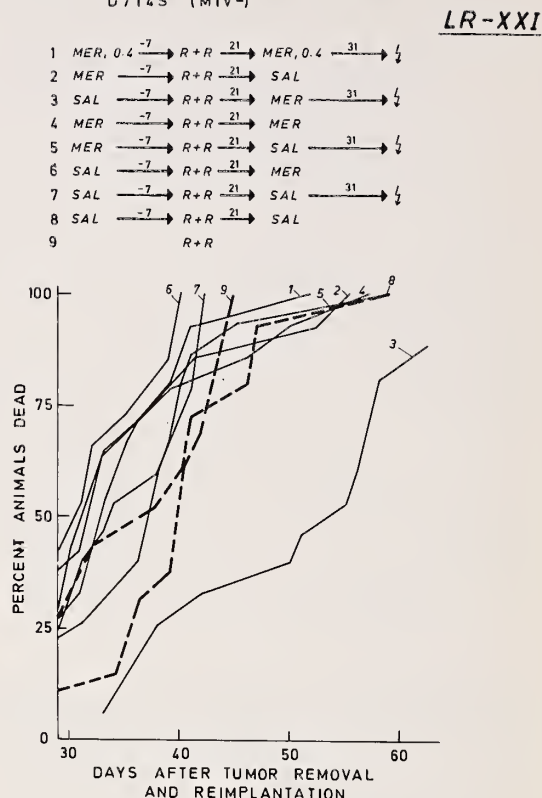 D7T4S (MTV-)
LR-XXI
1 MER, 0.4 -7 R+R 21 MER, 0.4 31
2 MER -7 R+R 21 SAL
3 SAL -7 R+R 21 MER 31
4 MER -7 R+R 21 MER
5 MER -7 R+R 21 SAL 31
6 SAL -7 R+R 21 MER
7 SAL -7 R+R 21 SAL 31
8 SAL -7 R+R 21 SAL
9 R+R
100
75
50
25
0
PERCENT ANIMALS DEAD
6 7 9 1 5 2 4 8
3
30 40 50 60
DAYS AFTER TUMOR REMOVAL
AND REIMPLANTATION